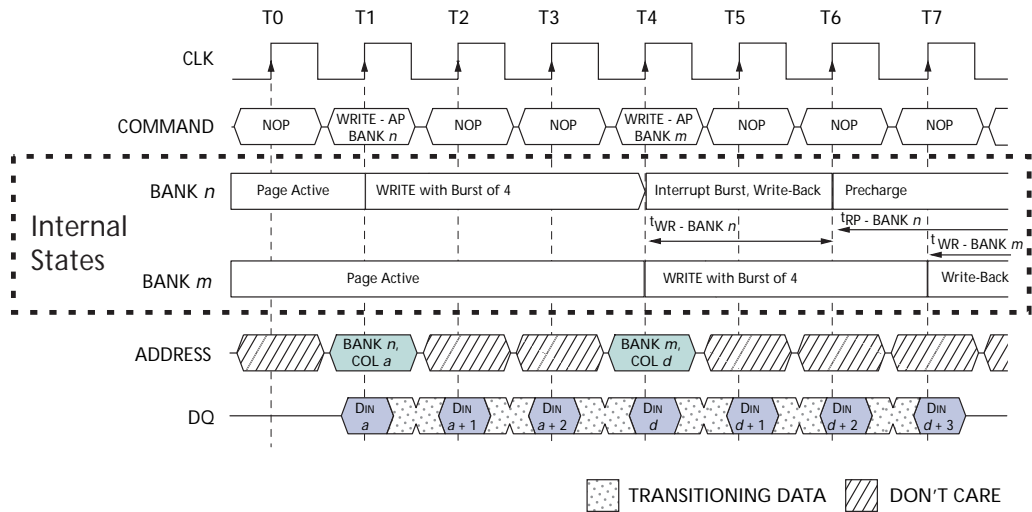 T0 T1 T2 T3 T4 T5 T6 T7
CLK
COMMAND NOP WRITE - AP BANK n NOP NOP WRITE - AP BANK m NOP NOP NOP
Internal States
BANK n Page Active WRITE with Burst of 4 Interrupt Burst, Write-Back Precharge
tWR - BANK n tRP - BANK n
tWR - BANK m
BANK m Page Active WRITE with Burst of 4 Write-Back
ADDRESS BANK n, COL a BANK m, COL d
DQ DIN a DIN a + 1 DIN a + 2 DIN d DIN d + 1 DIN d + 2 DIN d + 3
TRANSITIONING DATA DON'T CARE